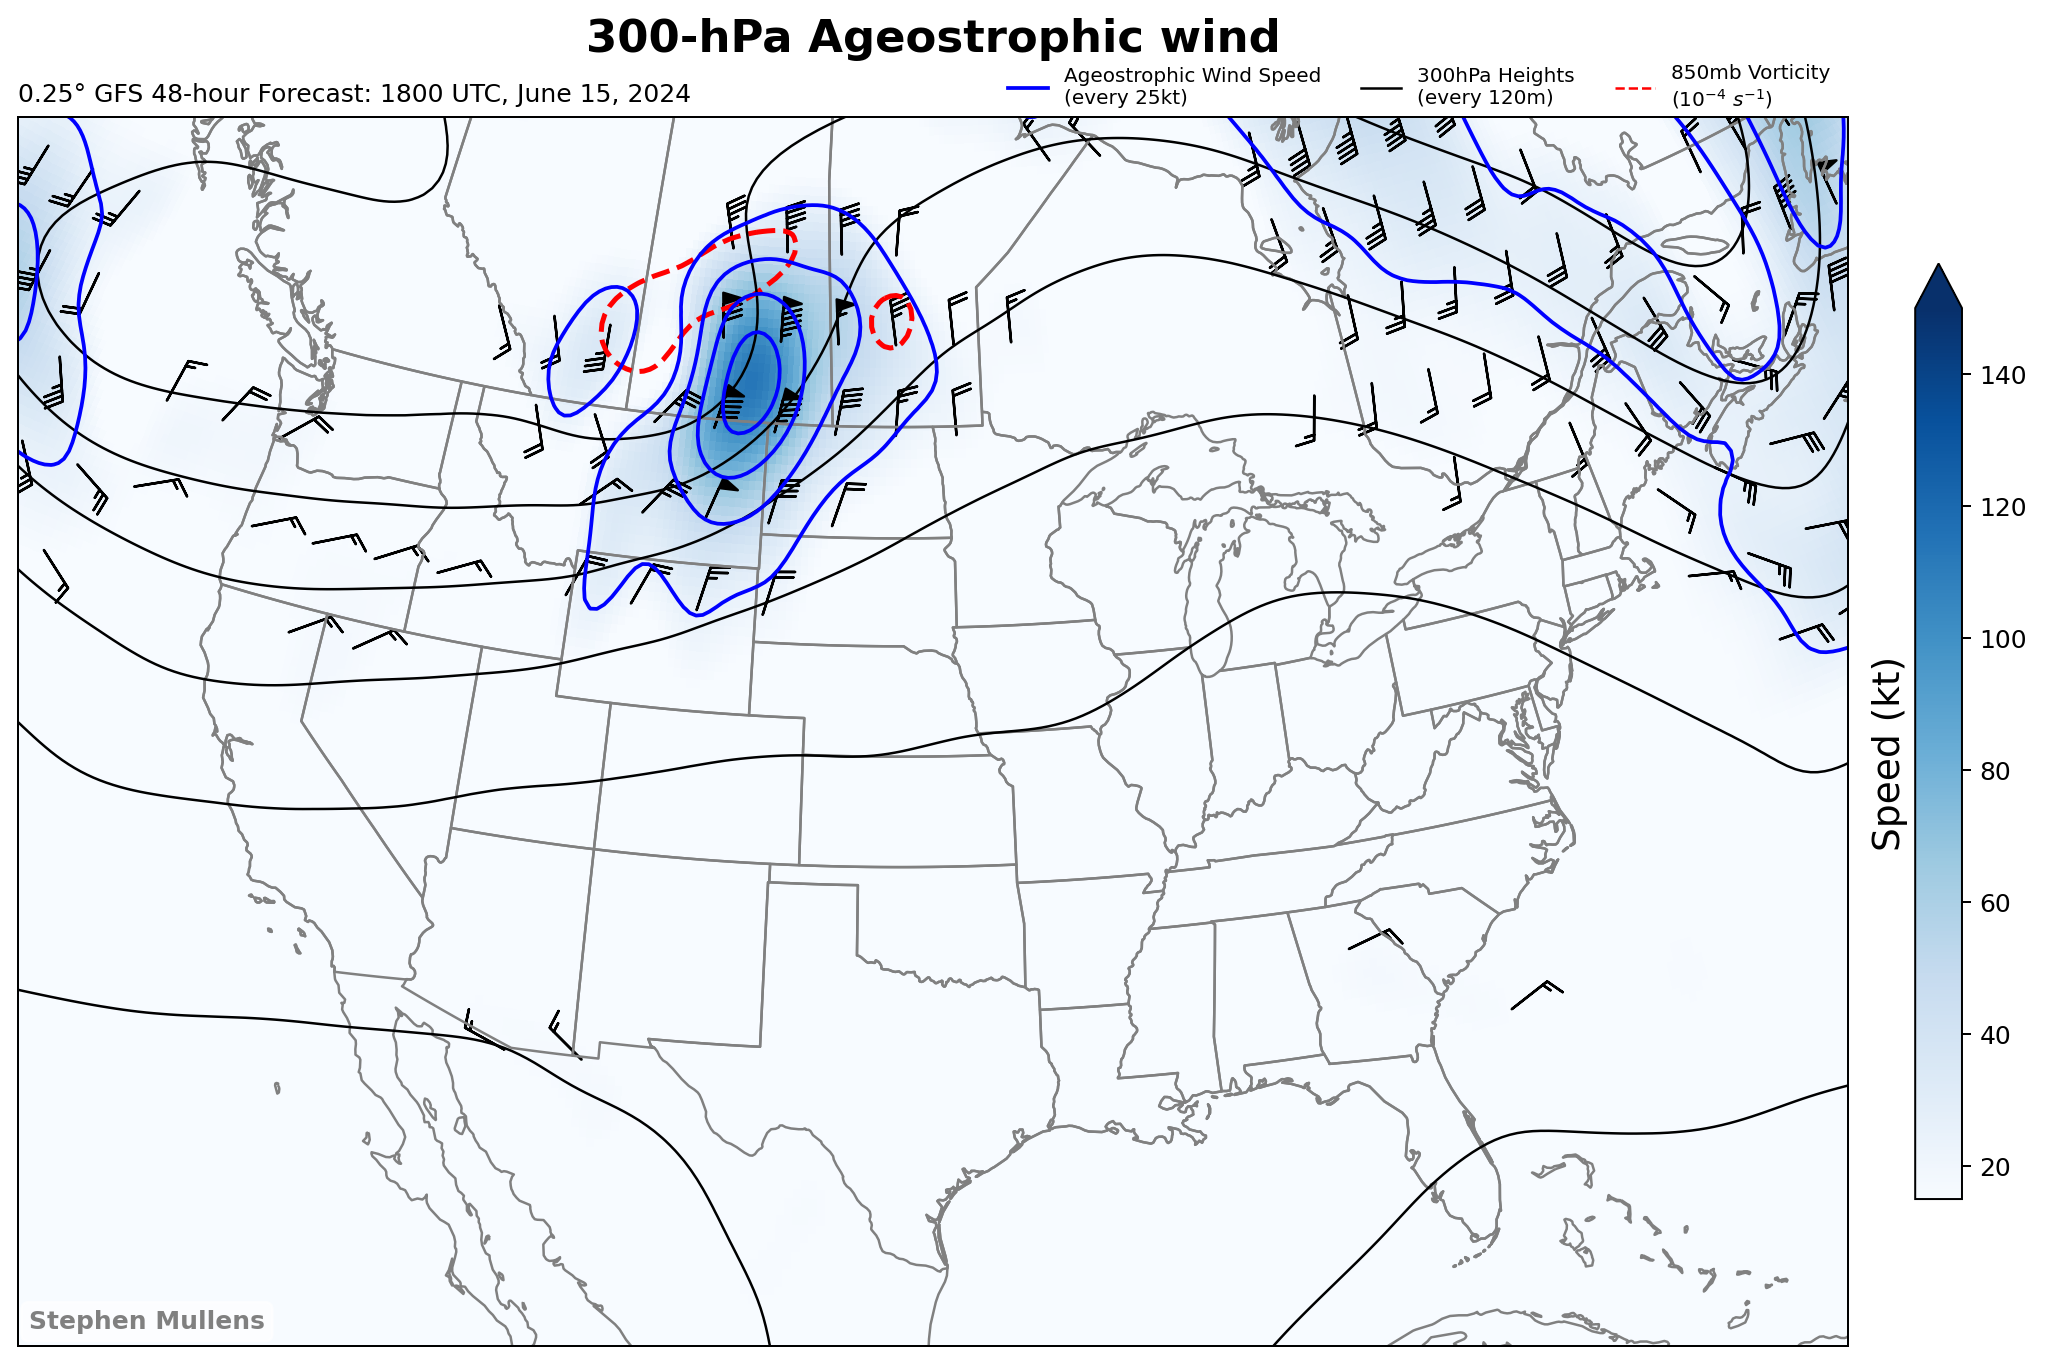 300-hPa Ageostrophic wind
0.25° GFS 48-hour Forecast: 1800 UTC, June 15, 2024
Ageostrophic Wind Speed
(every 25kt)
300hPa Heights
(every 120m)
850mb Vorticity
(10⁻⁴ s⁻¹)
140
120
100
80
60
40
20
Speed (kt)
Stephen Mullens